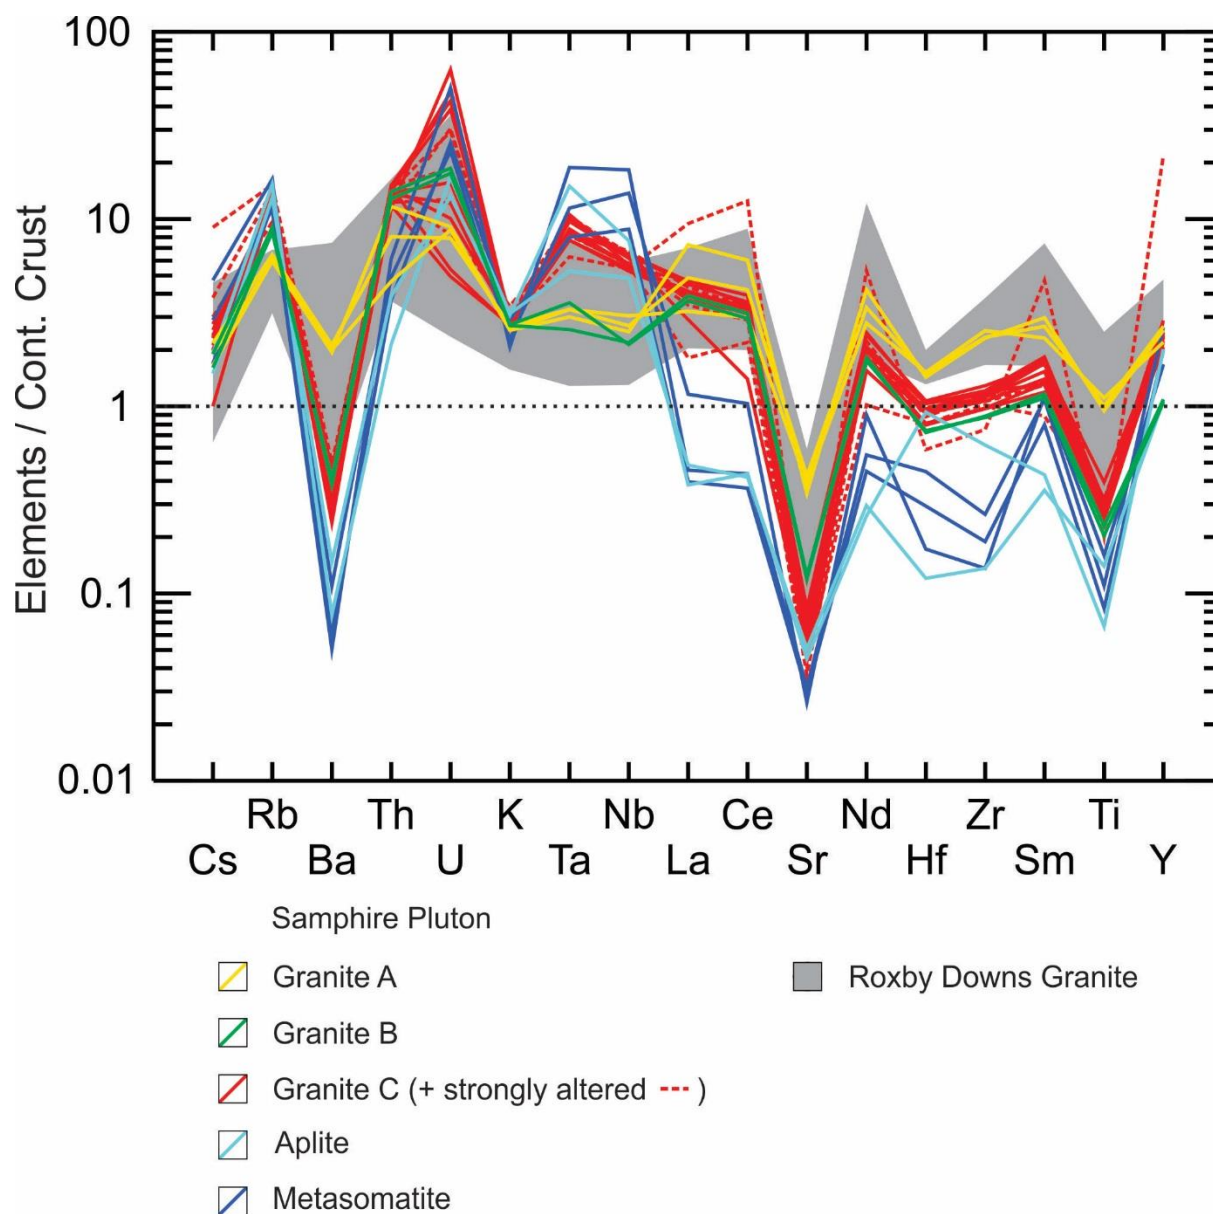 100
10
1
0.1
0.01
Elements / Cont. Crust
Rb Th K Nb Ce Nd Zr Ti
Cs Ba U Ta La Sr Hf Sm Y
Samphire Pluton
Granite A
Roxby Downs Granite
Granite B
Granite C (+ strongly altered --- )
Aplite
Metasomatite